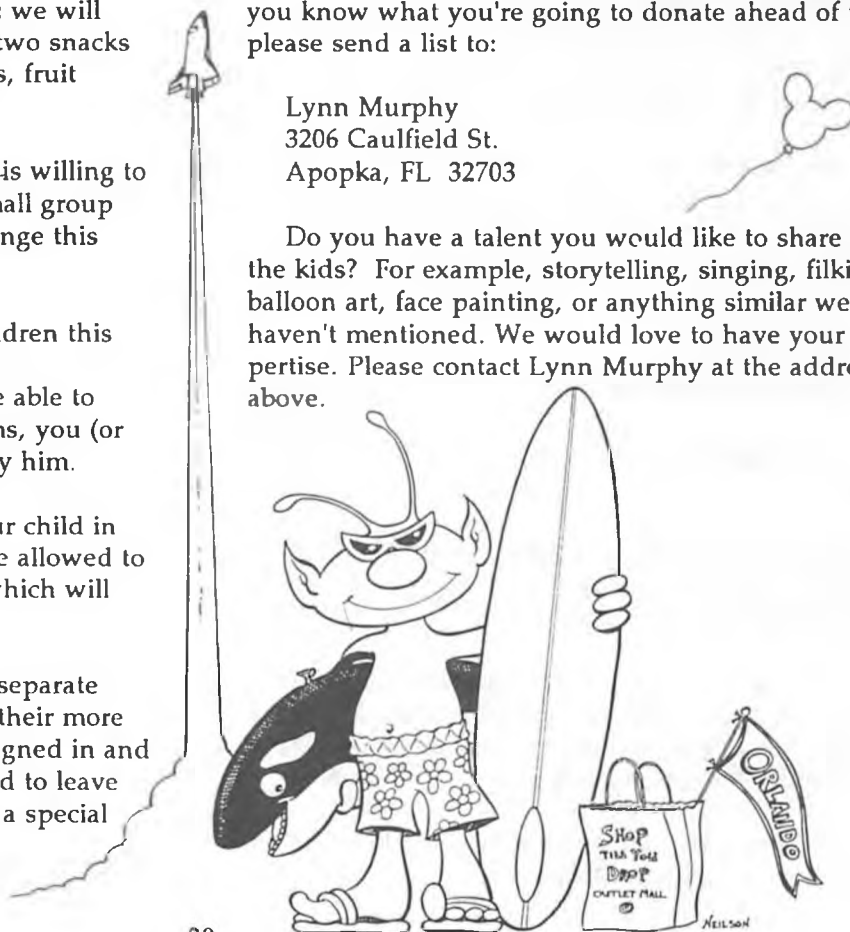 we will
two snacks
s, fruit
is willing to
nall group
nge this
dren this
e able to
ns, you (or
y him.
ur child in
e allowed to
which will
separate
their more
gned in and
d to leave
a special
you know what you're going to donate ahead of
please send a list to:
Lynn Murphy
3206 Caulfield St.
Apopka, FL 32703
Do you have a talent you would like to share
the kids? For example, storytelling, singing, filki
balloon art, face painting, or anything similar we
haven't mentioned. We would love to have your
pertise. Please contact Lynn Murphy at the addre
above.
ORLANDO
SHOP
DROP
OUTLET MALL
NEILSON